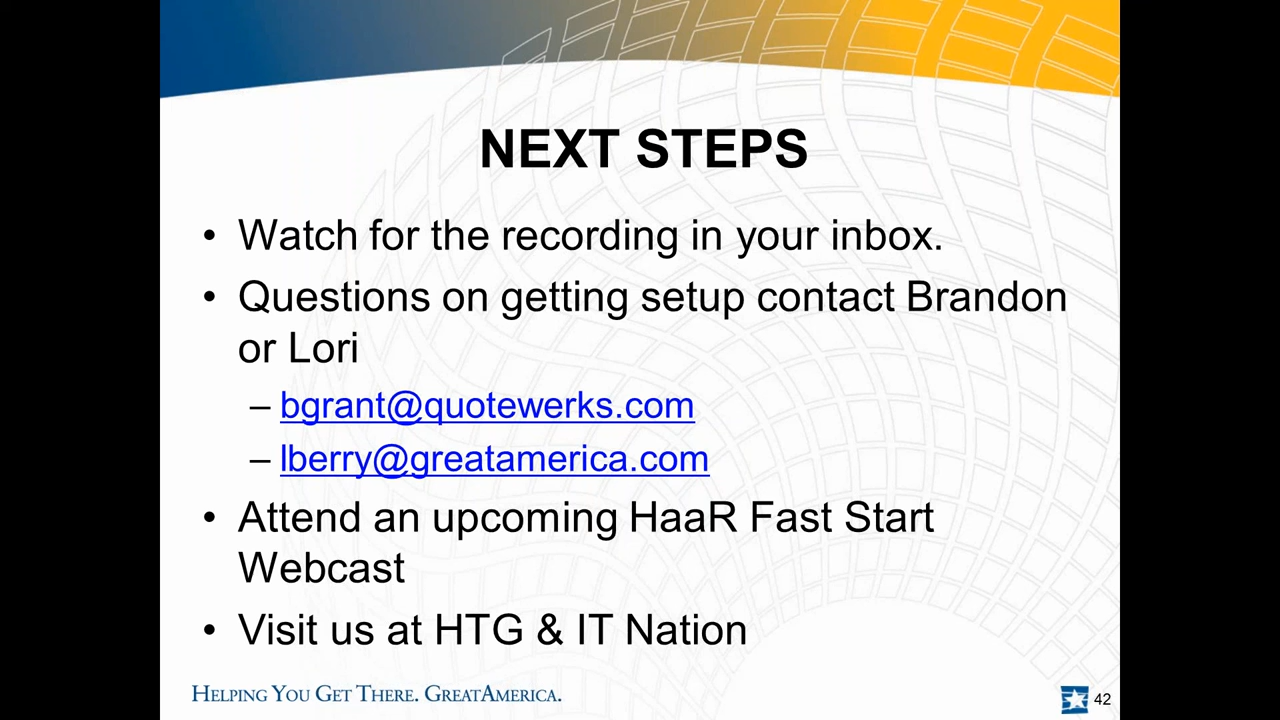 NEXT STEPS
• Watch for the recording in your inbox.
• Questions on getting setup contact Brandon
or Lori
– bgrant@quotewerks.com
– lberry@greatamerica.com
• Attend an upcoming HaaR Fast Start
Webcast
• Visit us at HTG & IT Nation
HELPING YOU GET THERE. GREATAMERICA.
42